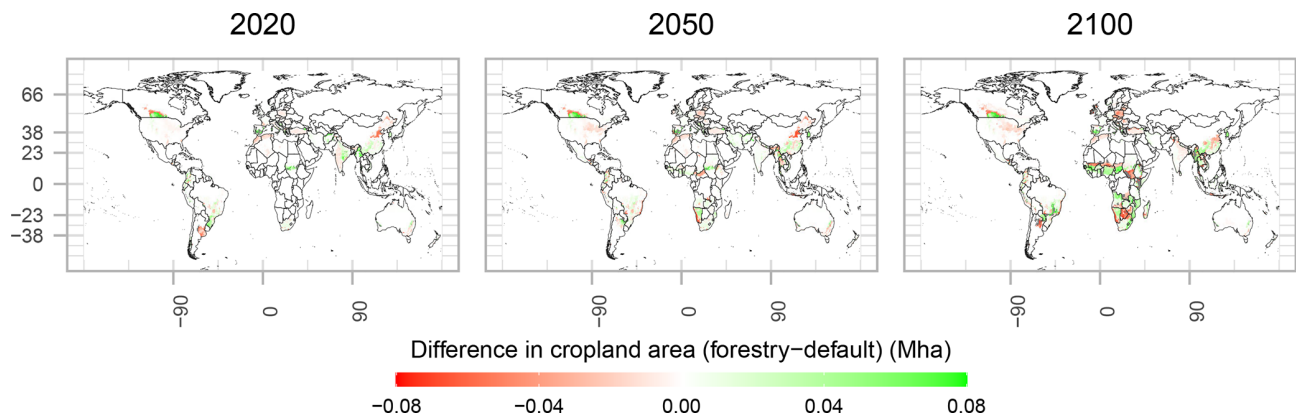 2020 2050 2100
66
38
23
0
−23
−38
−90 0 90 −90 0 90 −90 0 90
Difference in cropland area (forestry−default) (Mha)
−0.08 −0.04 0.00 0.04 0.08